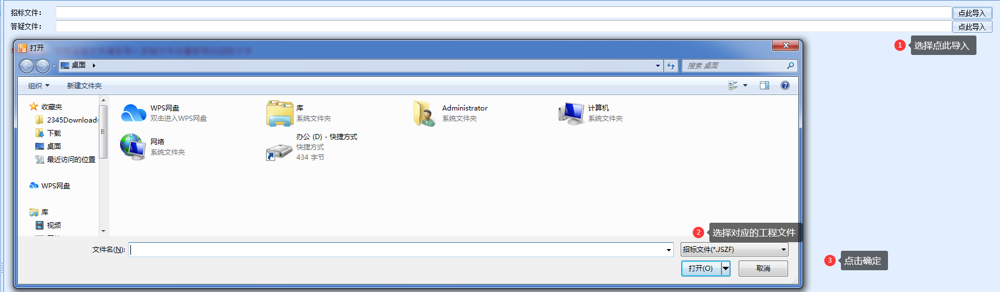 招标文件：
点此导入
答疑文件：
点此导入
1 选择点此导入
打开
桌面
搜索 桌面
组织
新建文件夹
收藏夹
2345Downloads
下载
桌面
最近访问的位置
WPS网盘
库
视频
WPS网盘
双击进入WPS网盘
库
系统文件夹
Administrator
系统文件夹
计算机
系统文件夹
网络
系统文件夹
办公 (D) - 快捷方式
快捷方式
434 字节
2 选择对应的工程文件
文件名(N):
招标文件(*.JSZF)
打开(O)
取消
3 点击确定